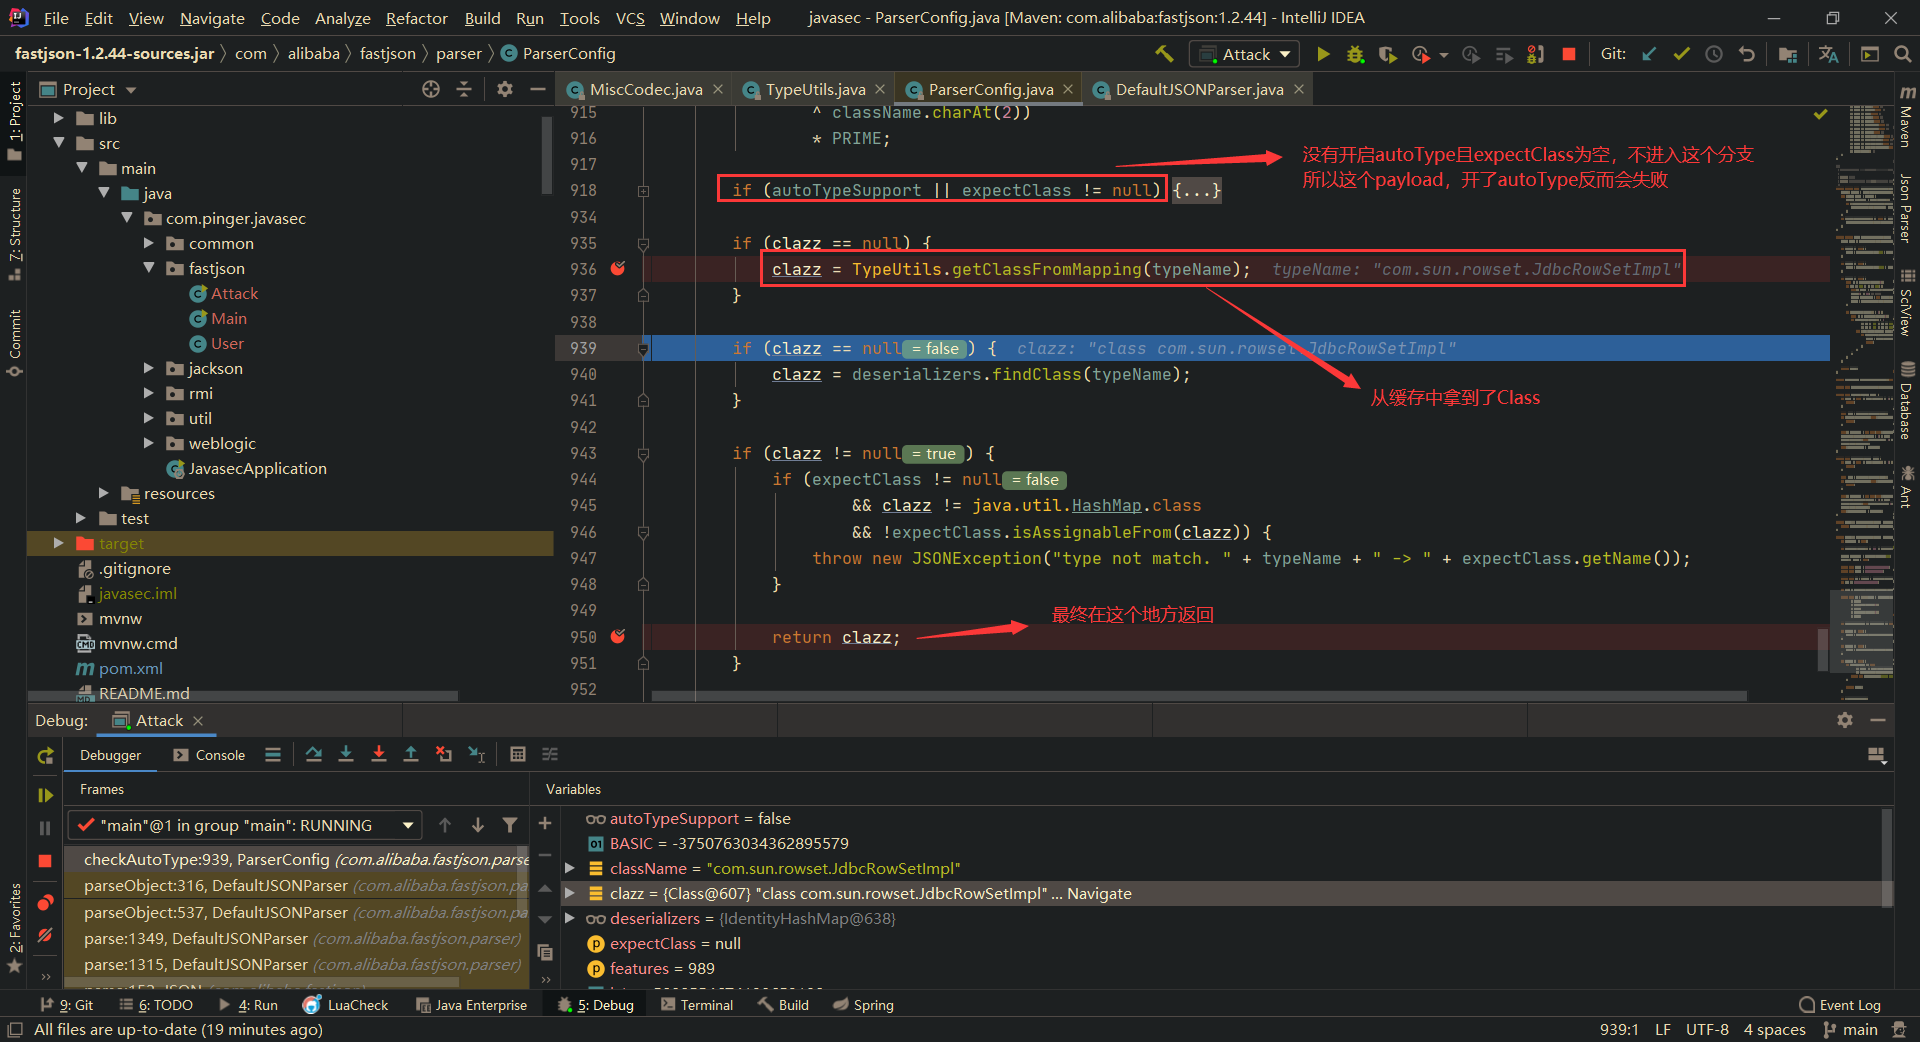 File Edit View Navigate Code Analyze Refactor Build Run Tools VCS Window Help javasec - ParserConfig.java [Maven: com.alibaba:fastjson:1.2.44] - IntelliJ IDEA
fastjson-1.2.44-sources.jar com alibaba fastjson parser ParserConfig
Attack Git:
1: Project
7: Structure
Commit
2: Favorites
Project
lib
src
main
java
com.pinger.javasec
common
fastjson
Attack
Main
User
jackson
rmi
util
weblogic
JavasecApplication
resources
test
target
.gitignore
javasec.iml
mvnw
mvnw.cmd
pom.xml
README.md
MiscCodec.java TypeUtils.java ParserConfig.java DefaultJSONParser.java
915 ^ className.charAt(2))
916 * PRIME;
917
没有开启autoType且expectClass为空，不进入这个分支
所以这个payload，开了autoType反而会失败
918 if (autoTypeSupport || expectClass != null) {...}
934
935 if (clazz == null) {
936 clazz = TypeUtils.getClassFromMapping(typeName); typeName: "com.sun.rowset.JdbcRowSetImpl"
937 }
938
939 if (clazz == null = false ) { clazz: "class com.sun.rowset.JdbcRowSetImpl"
940 clazz = deserializers.findClass(typeName);
从缓存中拿到了Class
941 }
942
943 if (clazz != null = true ) {
944 if (expectClass != null = false
945 && clazz != java.util.HashMap.class
946 && !expectClass.isAssignableFrom(clazz)) {
947 throw new JSONException("type not match. " + typeName + " -> " + expectClass.getName());
948 }
949
最终在这个地方返回
950 return clazz;
951 }
952
Maven
Json Parser
SciView
Database
Ant
Debug: Attack
Debugger Console
Frames
"main"@1 in group "main": RUNNING
checkAutoType:939, ParserConfig (com.alibaba.fastjson.parse
parseObject:316, DefaultJSONParser (com.alibaba.fastjson.pa
parseObject:537, DefaultJSONParser (com.alibaba.fastjson.pa
parse:1349, DefaultJSONParser (com.alibaba.fastjson.parser)
parse:1315, DefaultJSONParser (com.alibaba.fastjson.parser)
Variables
autoTypeSupport = false
BASIC = -3750763034362895579
className = "com.sun.rowset.JdbcRowSetImpl"
clazz = {Class@607} "class com.sun.rowset.JdbcRowSetImpl" ... Navigate
deserializers = {IdentityHashMap@638}
expectClass = null
features = 989
9: Git 6: TODO 4: Run LuaCheck Java Enterprise 5: Debug Terminal Build Spring Event Log
All files are up-to-date (19 minutes ago) 939:1 LF UTF-8 4 spaces main